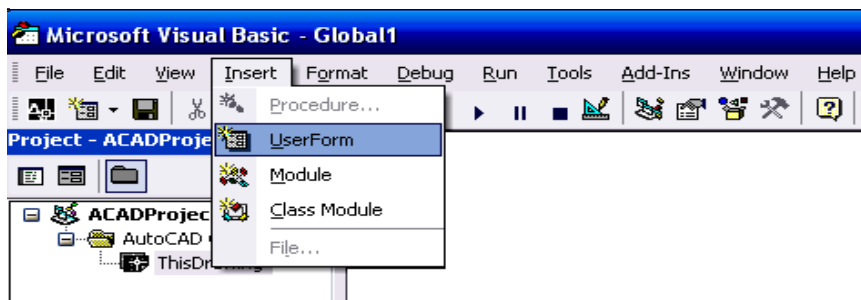 Microsoft Visual Basic - Global1
File Edit View Insert Format Debug Run Tools Add-Ins Window Help
Procedure...
Project - ACADProje
UserForm
Module
ACADProjec
Class Module
AutoCAD
File...
ThisDrawing